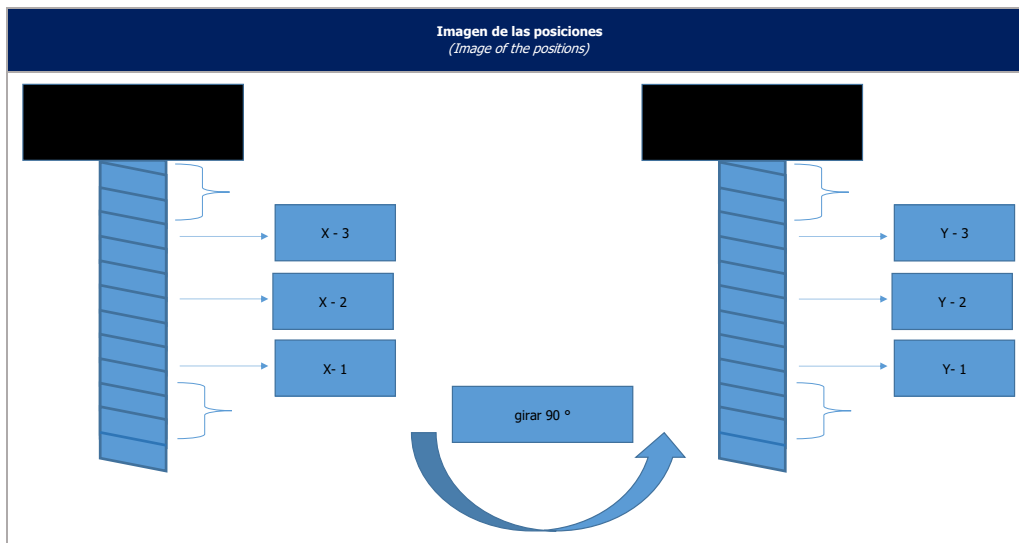 Imagen de las posiciones
(Image of the positions)
X - 3
Y - 3
X - 2
Y - 2
X- 1
Y- 1
girar 90 °